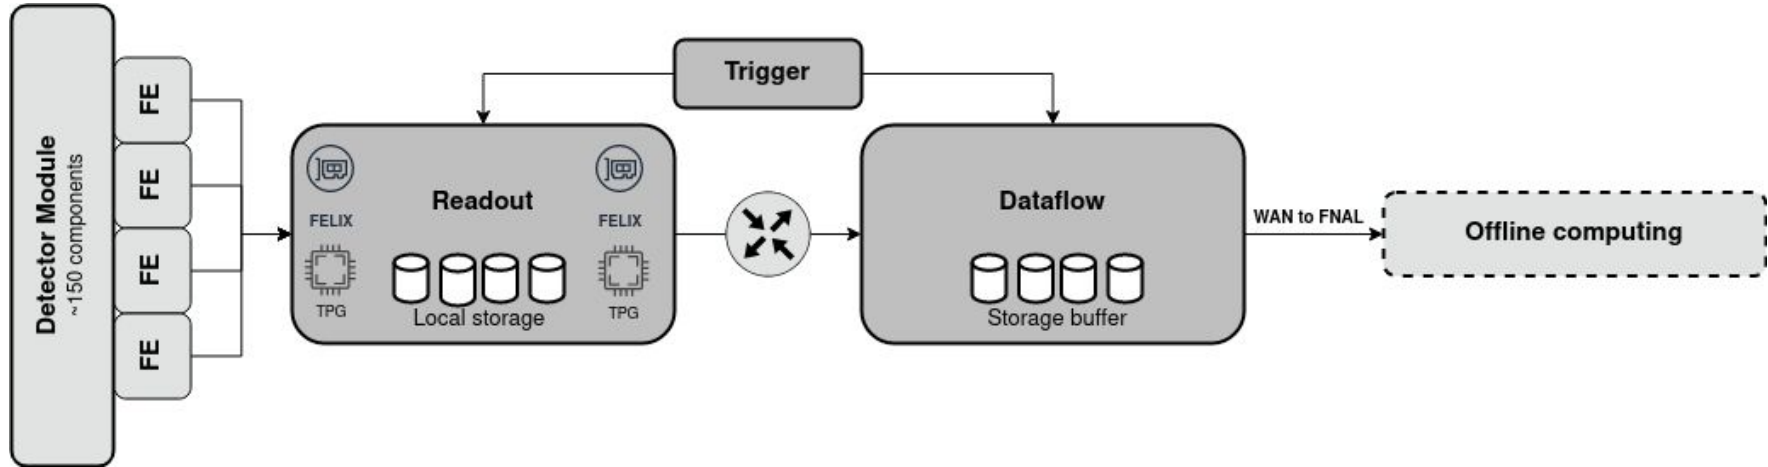 Detector Module
~150 components
FE
FE
FE
FE
Trigger
Readout
FELIX
TPG
FELIX
TPG
Local storage
Dataflow
Storage buffer
WAN to FNAL
Offline computing